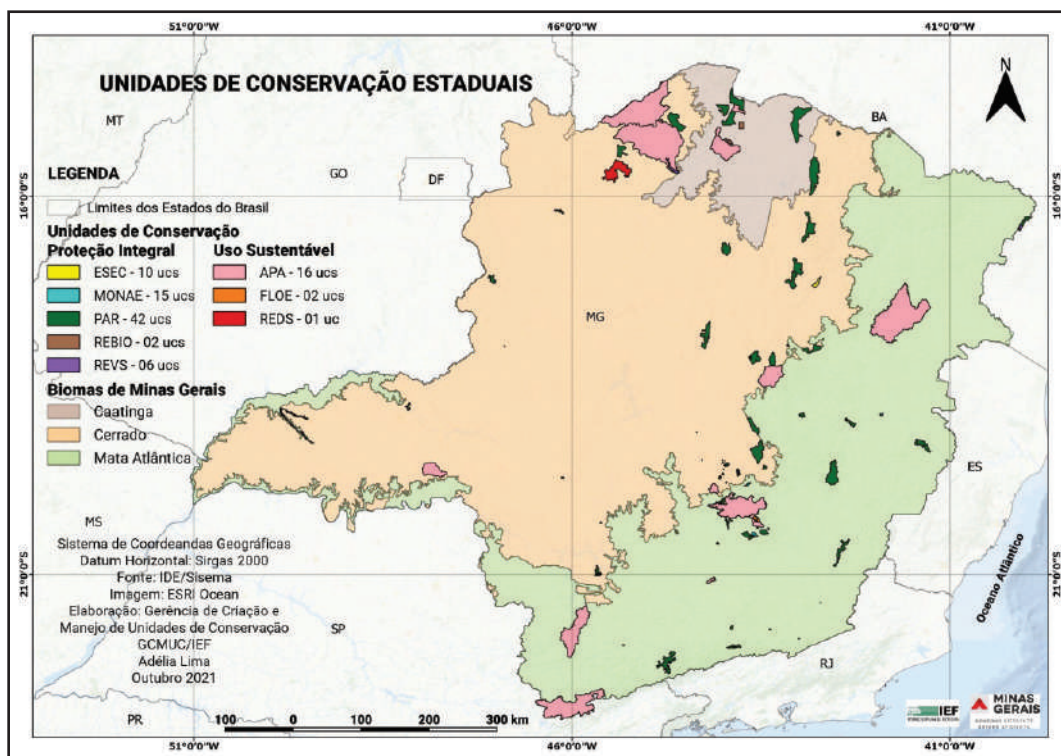 51°0'0"W
46°0'0"W
41°0'0"W
UNIDADES DE CONSERVAÇÃO ESTADUAIS
N
MT
BA
LEGENDA
GO
DF
16°0'0"S
16°0'0"S
Limites dos Estados do Brasil
Unidades de Conservação
Proteção Integral
Uso Sustentável
ESEC - 10 ucs
APA - 16 ucs
MONAE - 15 ucs
FLOE - 02 ucs
PAR - 42 ucs
REDS - 01 uc
REBIO - 02 ucs
REVS - 06 ucs
MG
Biomas de Minas Gerais
Caatinga
Cerrado
Mata Atlântica
ES
MS
Sistema de Coordeandas Geográficas
Datum Horizontal: Sirgas 2000
Fonte: IDE/Sisema
Imagem: ESRI Ocean
Elaboração: Gerência de Criação e
Manejo de Unidades de Conservação
GCMUC/IEF
Adélia Lima
Outubro 2021
21°0'0"S
21°0'0"S
Oceano Atlântico
SP
RJ
PR
100 0 100 200 300 km
IEF
MINAS
GERAIS
51°0'0"W
46°0'0"W
41°0'0"W